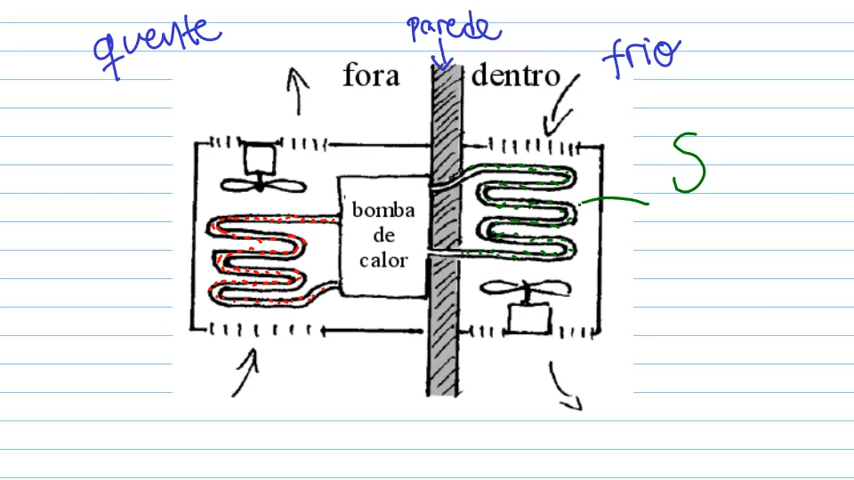 quente
parede
frio
fora
dentro
S
bomba
de
calor